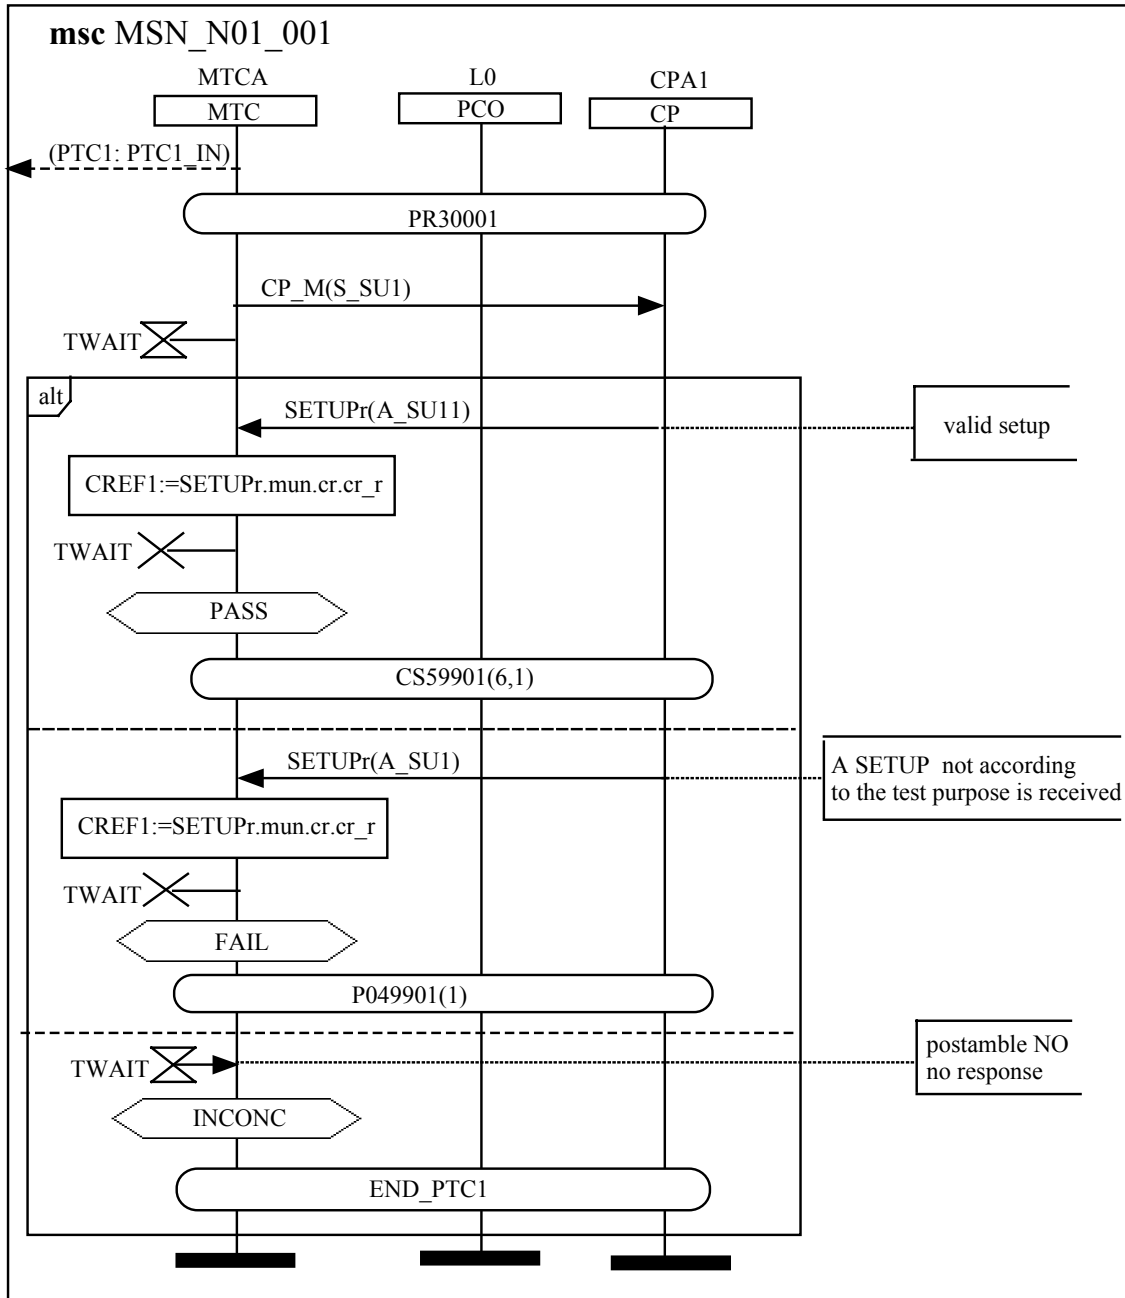 msc MSN_N01_001
MTCA
L0
CPA1
MTC
PCO
CP
(PTC1: PTC1_IN)
PR30001
CP_M(S_SU1)
TWAIT
alt
SETUPr(A_SU11)
valid setup
CREF1:=SETUPr.mun.cr.cr_r
TWAIT
PASS
CS59901(6,1)
SETUPr(A_SU1)
A SETUP not according
to the test purpose is received
CREF1:=SETUPr.mun.cr.cr_r
TWAIT
FAIL
P049901(1)
TWAIT
postamble NO
no response
INCONC
END_PTC1